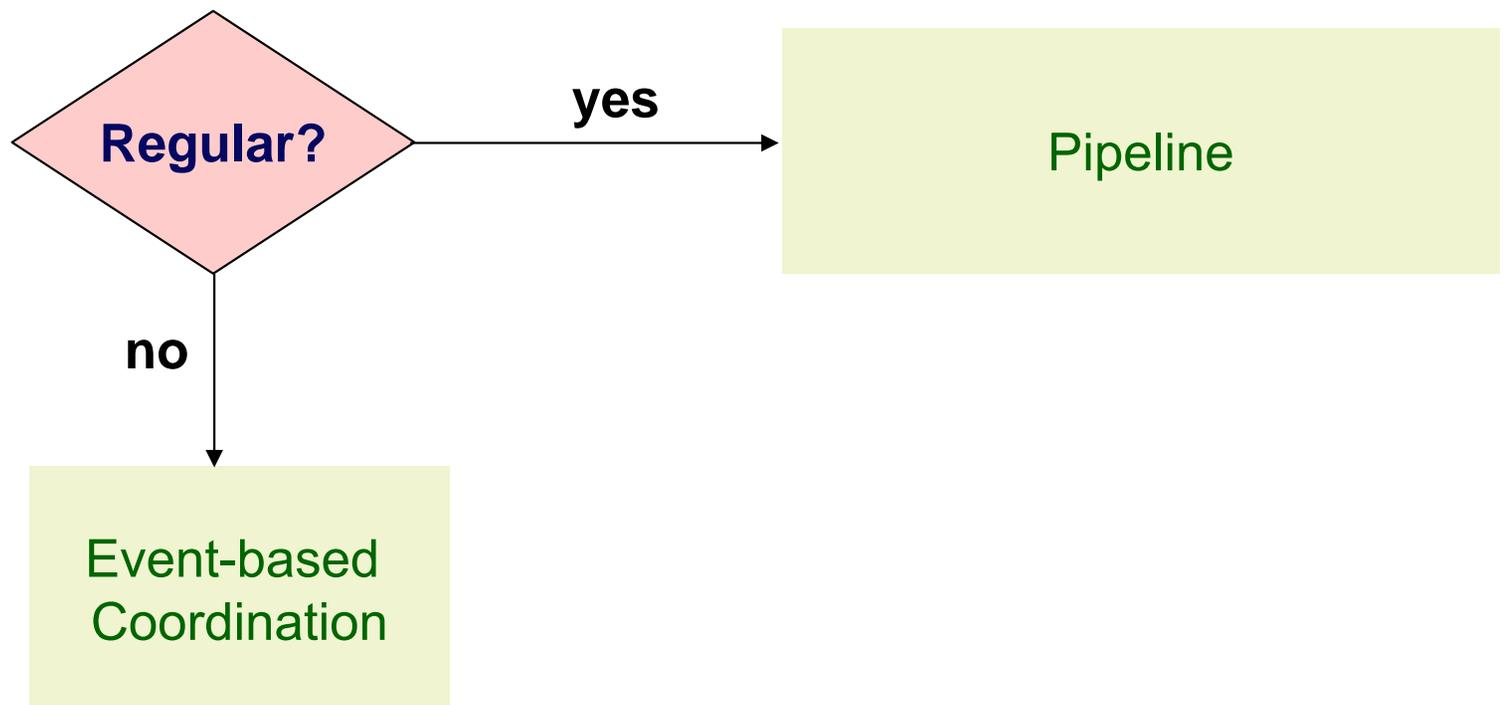 Regular?
yes
Pipeline
no
Event-based
Coordination